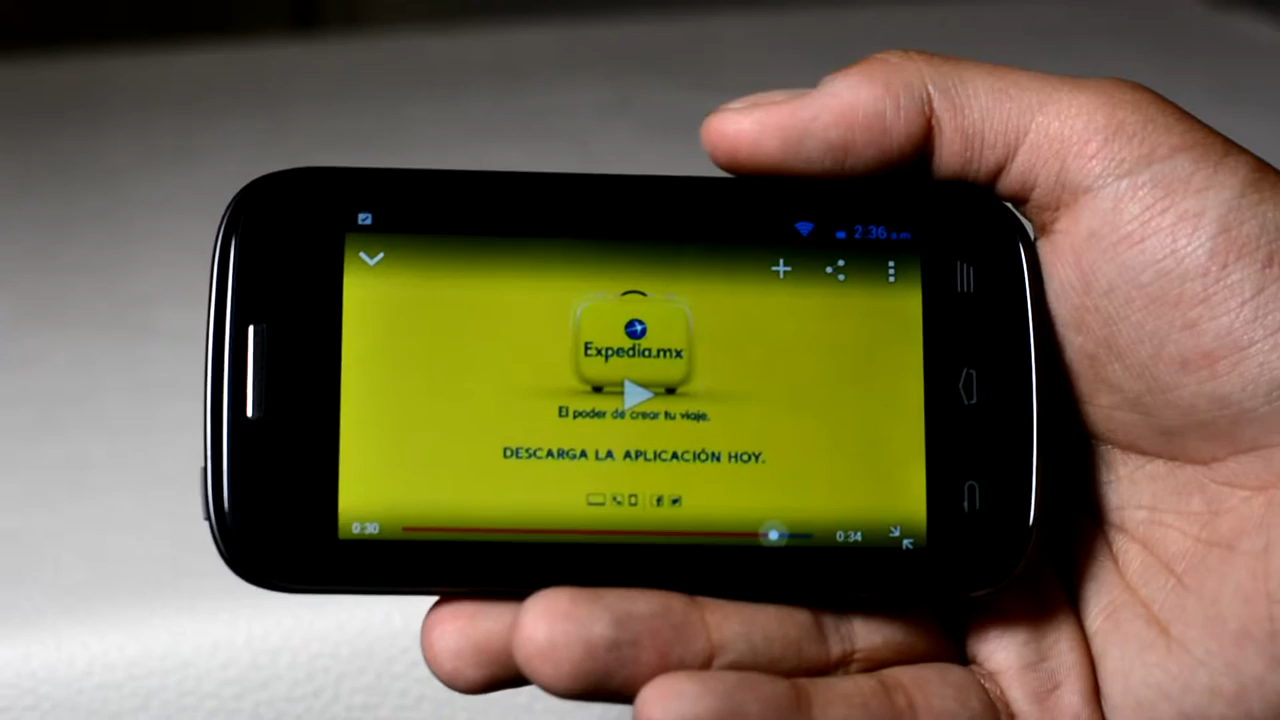 2:36 a.m.
Expedia.mx
El poder de crear tu viaje.
DESCARGA LA APLICACIÓN HOY.
0:30
0:34